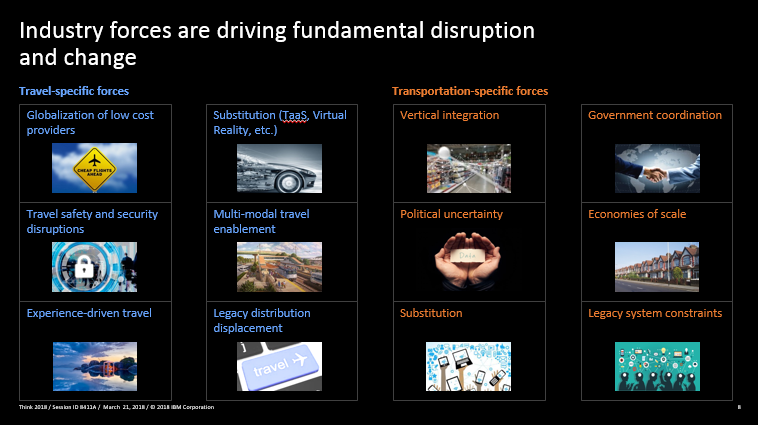 Industry forces are driving fundamental disruption
and change
Travel-specific forces
Globalization of low cost
providers
CHEAP FLIGHTS
AHEAD
Substitution (TaaS, Virtual
Reality, etc.)
Travel safety and security
disruptions
Multi-modal travel
enablement
Experience-driven travel
Legacy distribution
displacement
travel
Transportation-specific forces
Vertical integration
Government coordination
Political uncertainty
Data
Economies of scale
Substitution
Legacy system constraints
Think 2018 / Session ID 8411A / March 21, 2018 / © 2018 IBM Corporation
8